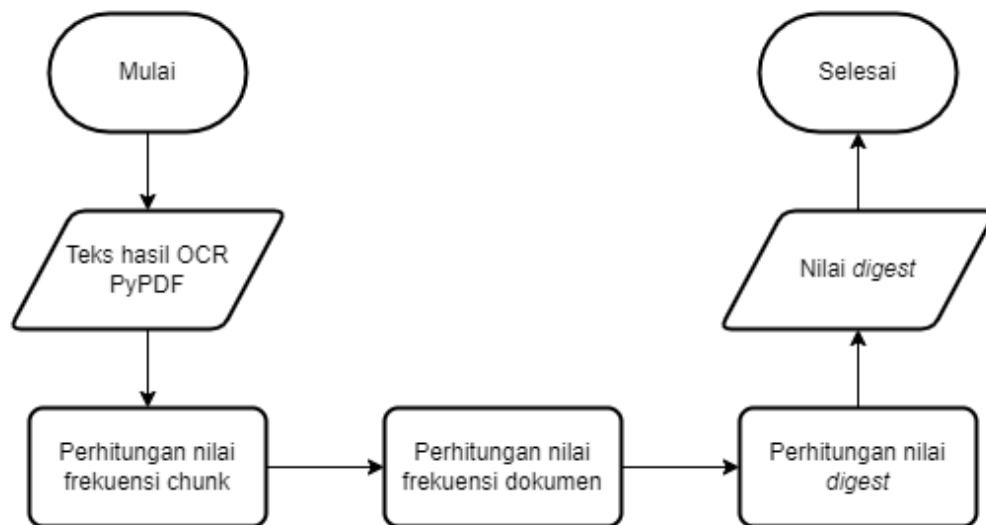 Mulai
Teks hasil OCR
PyPDF
Perhitungan nilai
frekuensi chunk
Perhitungan nilai
frekuensi dokumen
Perhitungan nilai
digest
Nilai digest
Selesai